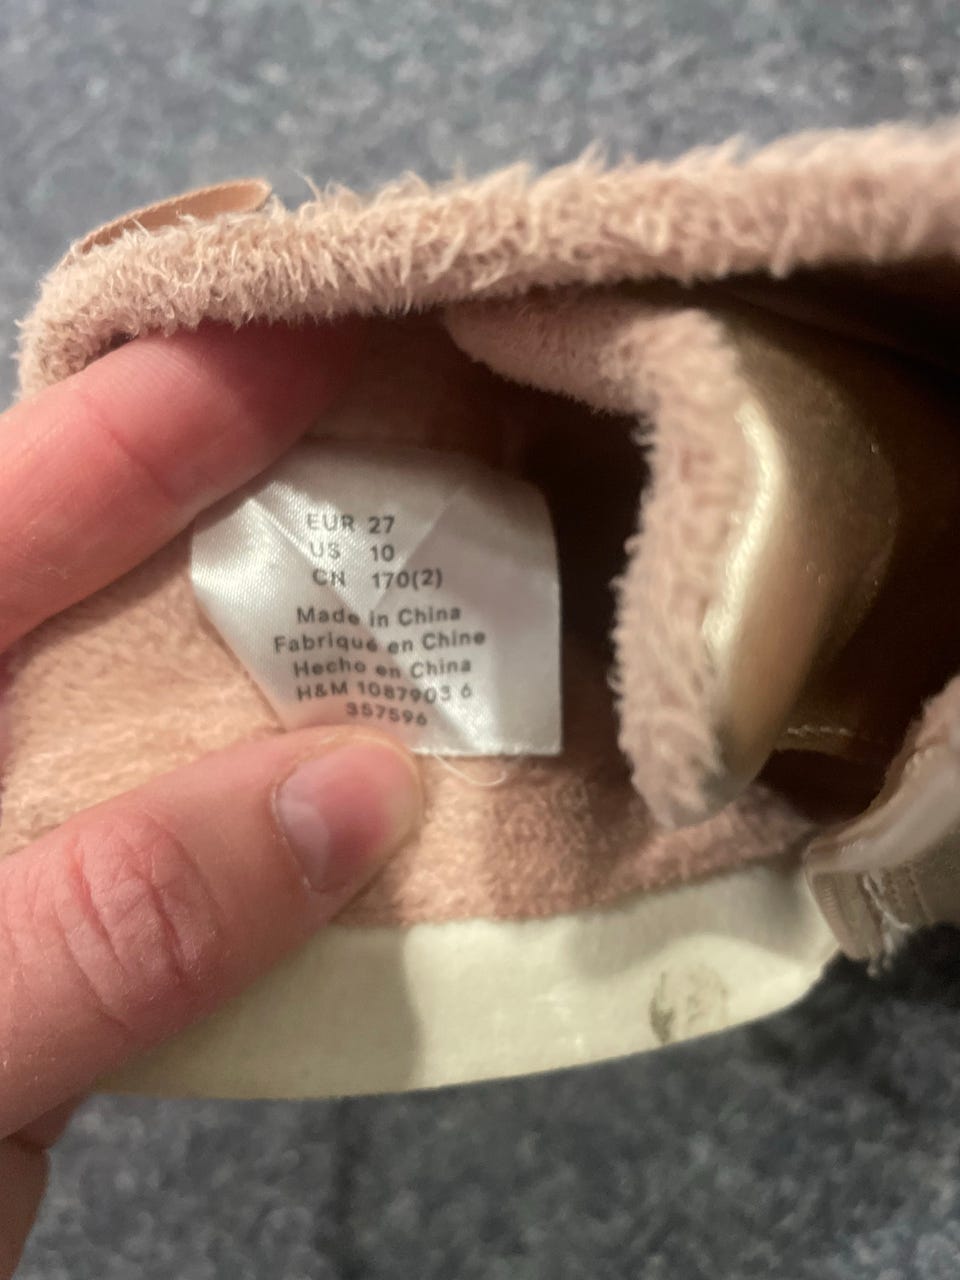 EUR 27
US 10
CN 170(2)
Made in China
Fabriqué en Chine
Hecho en China
H&M 1087903 6
357596